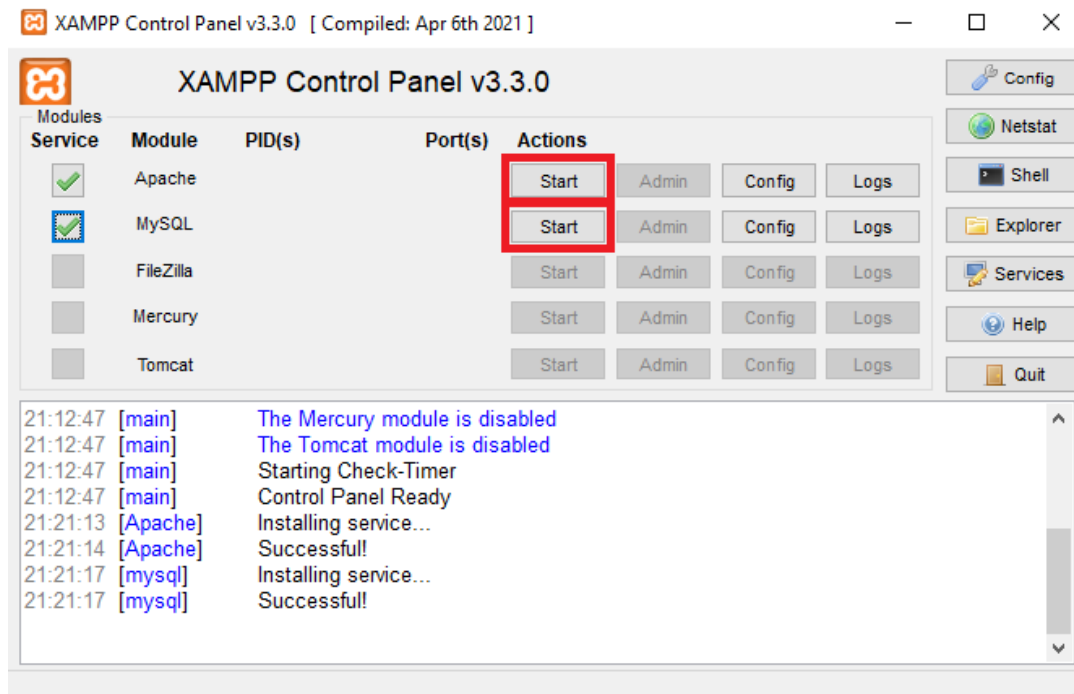 XAMPP Control Panel v3.3.0 [ Compiled: Apr 6th 2021 ]
XAMPP Control Panel v3.3.0
Config
Modules
Netstat
Service Module PID(s) Port(s) Actions
Apache Start Admin Config Logs
Shell
MySQL Start Admin Config Logs
Explorer
FileZilla Start Admin Config Logs
Services
Mercury Start Admin Config Logs
Help
Tomcat Start Admin Config Logs
Quit
21:12:47 [main] The Mercury module is disabled
21:12:47 [main] The Tomcat module is disabled
21:12:47 [main] Starting Check-Timer
21:12:47 [main] Control Panel Ready
21:21:13 [Apache] Installing service...
21:21:14 [Apache] Successful!
21:21:17 [mysql] Installing service...
21:21:17 [mysql] Successful!